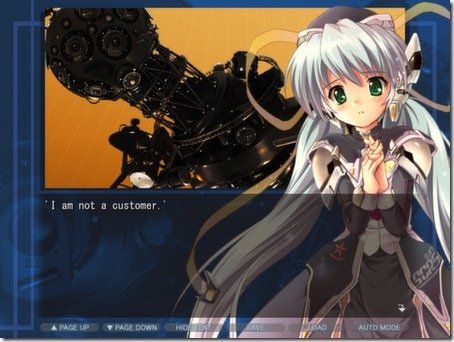 'I am not a customer.'
▲ PAGE UP
▼ PAGE DOWN
HIDE TEXT
SAVE
LOAD
AUTO MODE